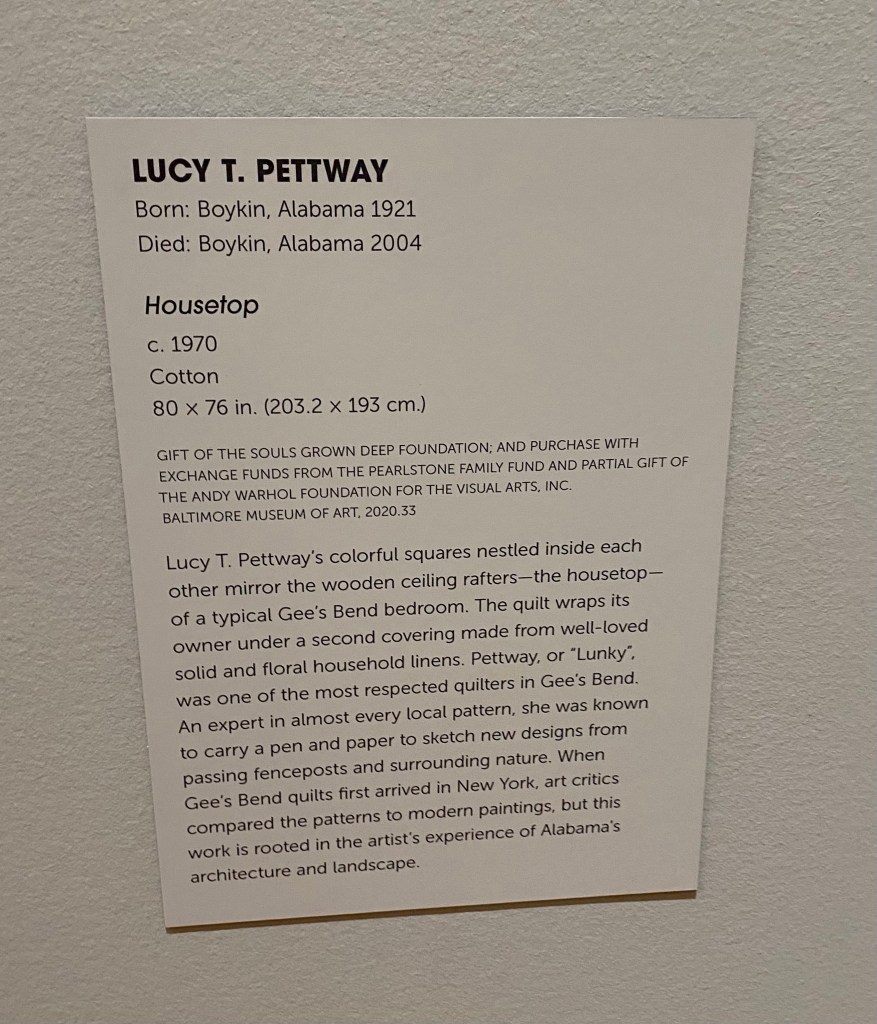 LUCY T. PETTWAY
Born: Boykin, Alabama 1921
Died: Boykin, Alabama 2004
Housetop
c. 1970
Cotton
80 × 76 in. (203.2 × 193 cm.)
GIFT OF THE SOULS GROWN DEEP FOUNDATION; AND PURCHASE WITH
EXCHANGE FUNDS FROM THE PEARLSTONE FAMILY FUND AND PARTIAL GIFT OF
THE ANDY WARHOL FOUNDATION FOR THE VISUAL ARTS, INC.
BALTIMORE MUSEUM OF ART, 2020.33
Lucy T. Pettway's colorful squares nestled inside each
other mirror the wooden ceiling rafters—the housetop—
of a typical Gee's Bend bedroom. The quilt wraps its
owner under a second covering made from well-loved
solid and floral household linens. Pettway, or "Lunky",
was one of the most respected quilters in Gee's Bend.
An expert in almost every local pattern, she was known
to carry a pen and paper to sketch new designs from
passing fenceposts and surrounding nature. When
Gee's Bend quilts first arrived in New York, art critics
compared the patterns to modern paintings, but this
work is rooted in the artist's experience of Alabama's
architecture and landscape.